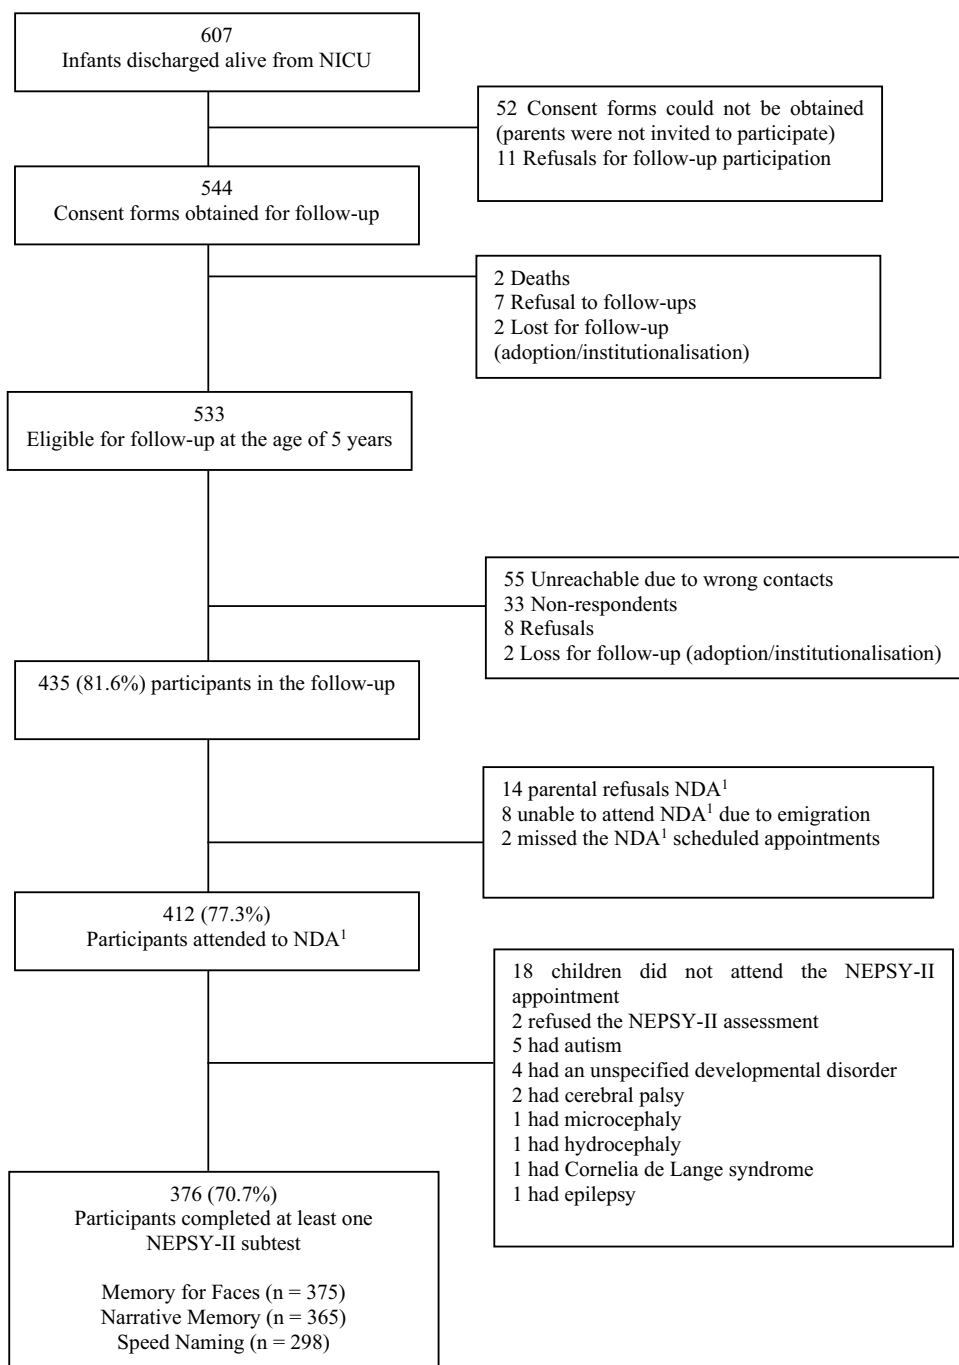 607
Infants discharged alive from NICU
52 Consent forms could not be obtained
(parents were not invited to participate)
11 Refusals for follow-up participation
544
Consent forms obtained for follow-up
2 Deaths
7 Refusal to follow-ups
2 Lost for follow-up
(adoption/institutionalisation)
533
Eligible for follow-up at the age of 5 years
55 Unreachable due to wrong contacts
33 Non-respondents
8 Refusals
2 Loss for follow-up (adoption/institutionalisation)
435 (81.6%) participants in the follow-up
14 parental refusals NDA¹
8 unable to attend NDA¹ due to emigration
2 missed the NDA¹ scheduled appointments
412 (77.3%)
Participants attended to NDA¹
18 children did not attend the NEPSY-II
appointment
2 refused the NEPSY-II assessment
5 had autism
4 had an unspecified developmental disorder
2 had cerebral palsy
1 had microcephaly
1 had hydrocephaly
1 had Cornelia de Lange syndrome
1 had epilepsy
376 (70.7%)
Participants completed at least one
NEPSY-II subtest
Memory for Faces (n = 375)
Narrative Memory (n = 365)
Speed Naming (n = 298)